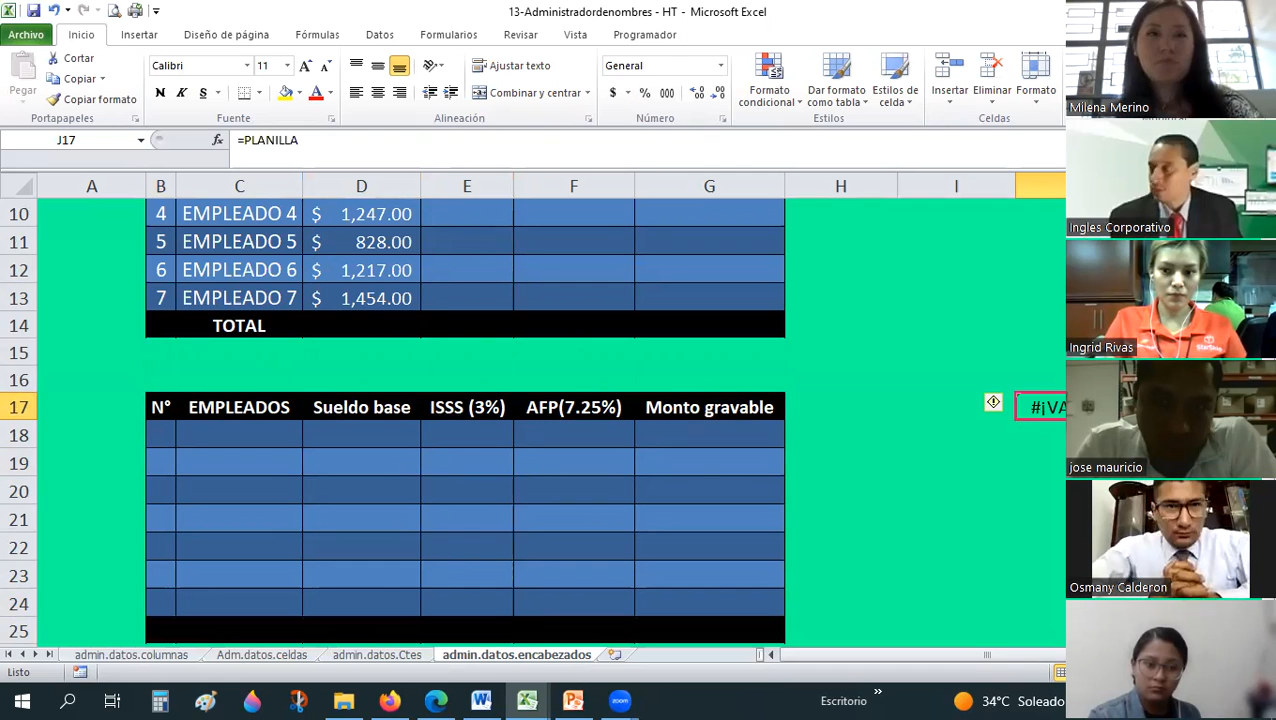 13-Administradordenombres - HT - Microsoft Excel
Archivo Inicio Insertar Diseño de página Fórmulas Datos Revisar Vista Programador
Pegar
Cortar
Copiar
Copiar formato
Portapapeles
Calibri 11
N K S
Fuente
Ajustar texto
Combinar y centrar
Alineación
General
$ % 000
Número
Formato condicional
Dar formato como tabla
Estilos de celda
Estilos
Insertar Eliminar Formato
Celdas
J17 fx =PLANILLA
A B C D E F G H I
10 4 EMPLEADO 4 $ 1,247.00
11 5 EMPLEADO 5 $ 828.00
12 6 EMPLEADO 6 $ 1,217.00
13 7 EMPLEADO 7 $ 1,454.00
14 TOTAL
15
16
17 N° EMPLEADOS Sueldo base ISSS (3%) AFP(7.25%) Monto gravable #¡VA
18
19
20
21
22
23
24
25
admin.datos.columnas Adm.datos.celdas admin.datos.Ctes admin.datos.encabezados
Listo
zoom
Escritorio » 34°C Soleado
Milena Merino
Ingles Corporativo
Ingrid Rivas
StarShip
jose mauricio
Osmany Calderon